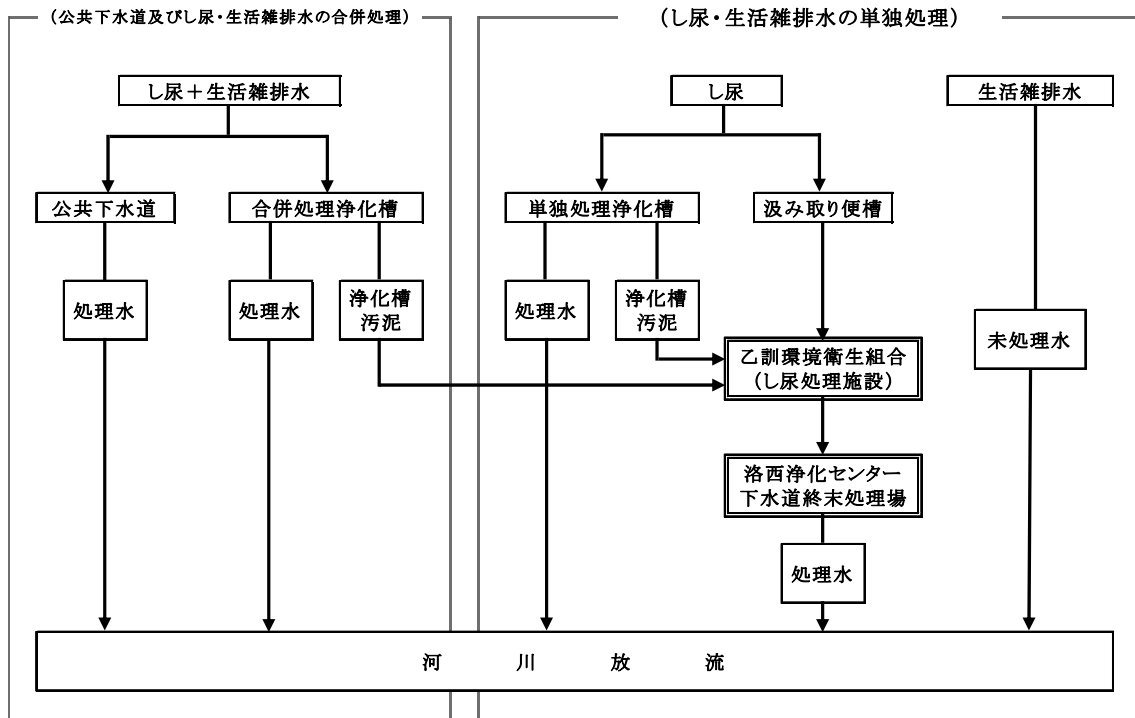 （公共下水道及びし尿・生活雑排水の合併処理）
（し尿・生活雑排水の単独処理）
し尿＋生活雑排水
し尿
生活雑排水
公共下水道
合併処理浄化槽
単独処理浄化槽
汲み取り便槽
処理水
処理水
浄化槽
汚泥
処理水
浄化槽
汚泥
未処理水
乙訓環境衛生組合
（し尿処理施設）
洛西浄化センター
下水道終末処理場
処理水
河川放流